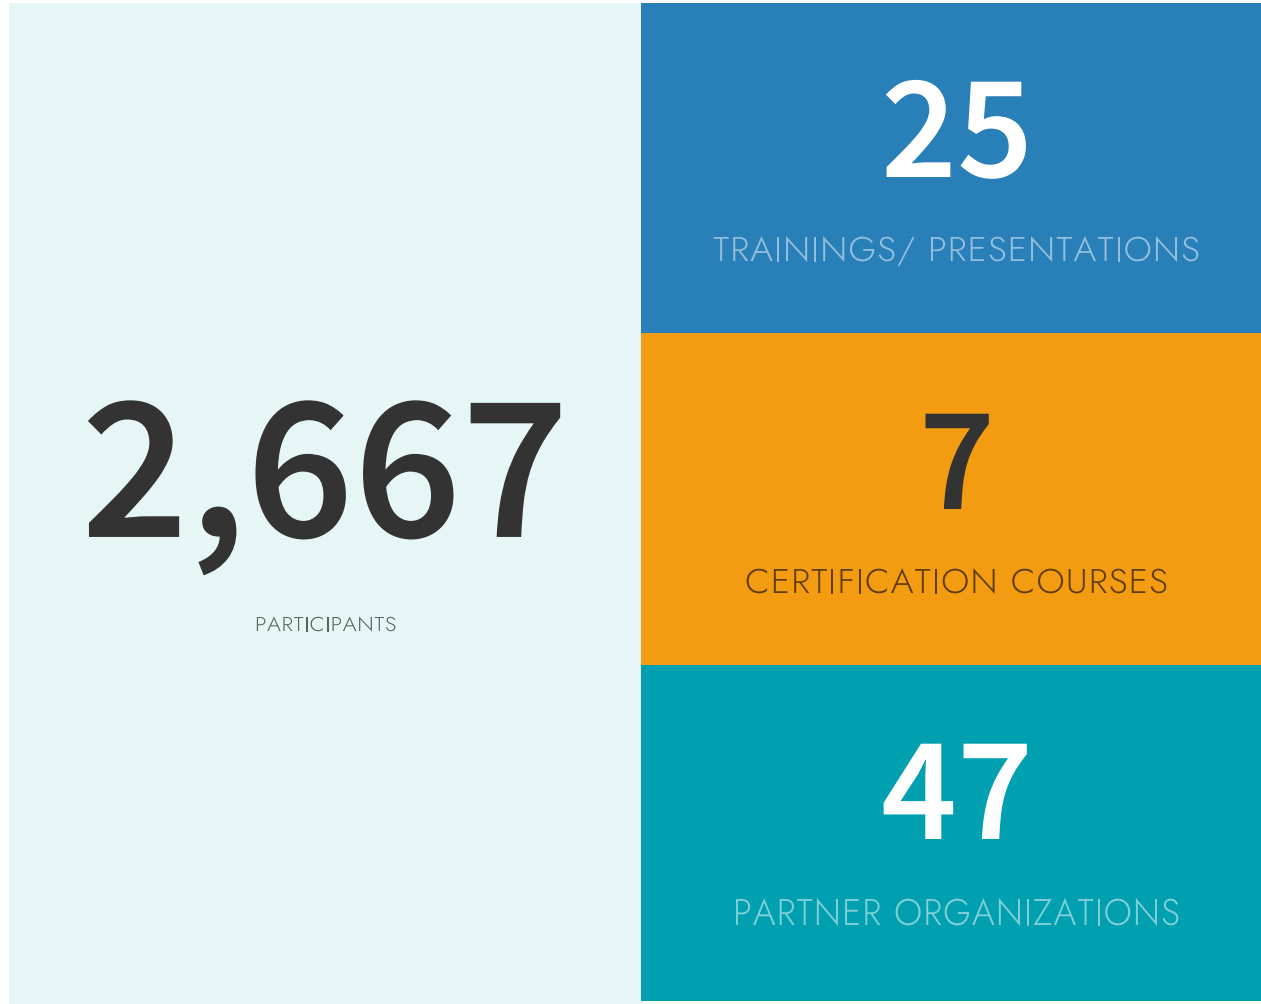 2,667
PARTICIPANTS
25
TRAININGS/ PRESENTATIONS
7
CERTIFICATION COURSES
47
PARTNER ORGANIZATIONS